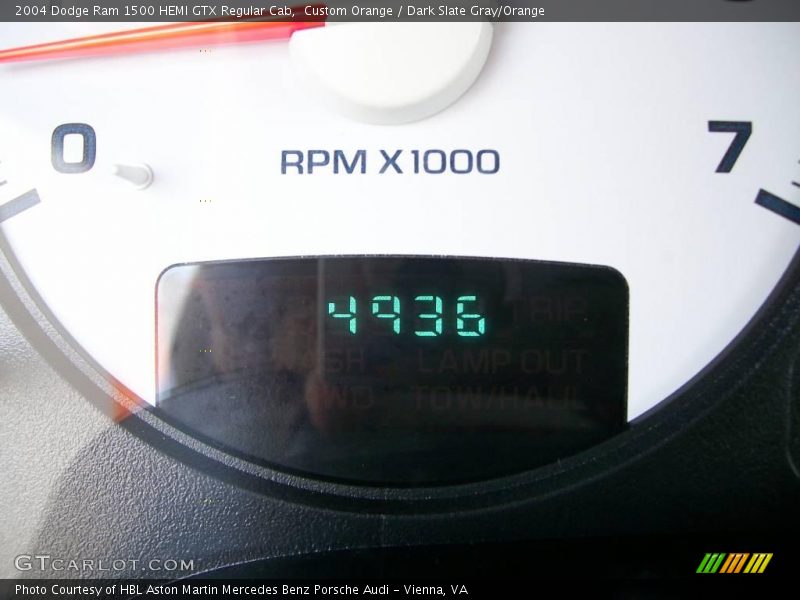 2004 Dodge Ram 1500 HEMI GTX Regular Cab, Custom Orange / Dark Slate Gray/Orange
0
7
RPM X1000
4936
TRIP
LAMP OUT
TOW/HAUL
GTCARLOT.COM
Photo Courtesy of HBL Aston Martin Mercedes Benz Porsche Audi - Vienna, VA